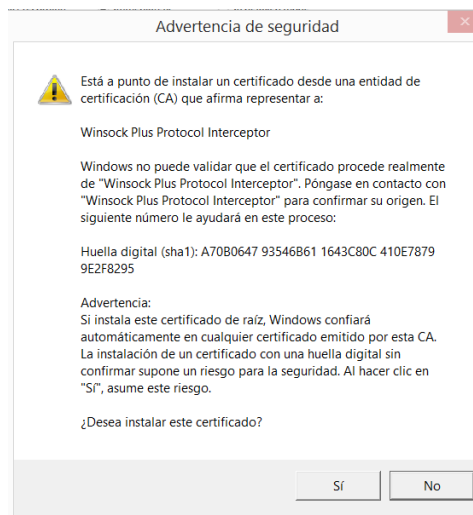 Advertencia de seguridad
Está a punto de instalar un certificado desde una entidad de
certificación (CA) que afirma representar a:
Winsock Plus Protocol Interceptor
Windows no puede validar que el certificado procede realmente
de "Winsock Plus Protocol Interceptor". Póngase en contacto con
"Winsock Plus Protocol Interceptor" para confirmar su origen. El
siguiente número le ayudará en este proceso:
Huella digital (sha1): A70B0647 93546B61 1643C80C 410E7879
9E2F8295
Advertencia:
Si instala este certificado de raíz, Windows confiará
automáticamente en cualquier certificado emitido por esta CA.
La instalación de un certificado con una huella digital sin
confirmar supone un riesgo para la seguridad. Al hacer clic en
"Sí", asume este riesgo.
¿Desea instalar este certificado?
Sí
No